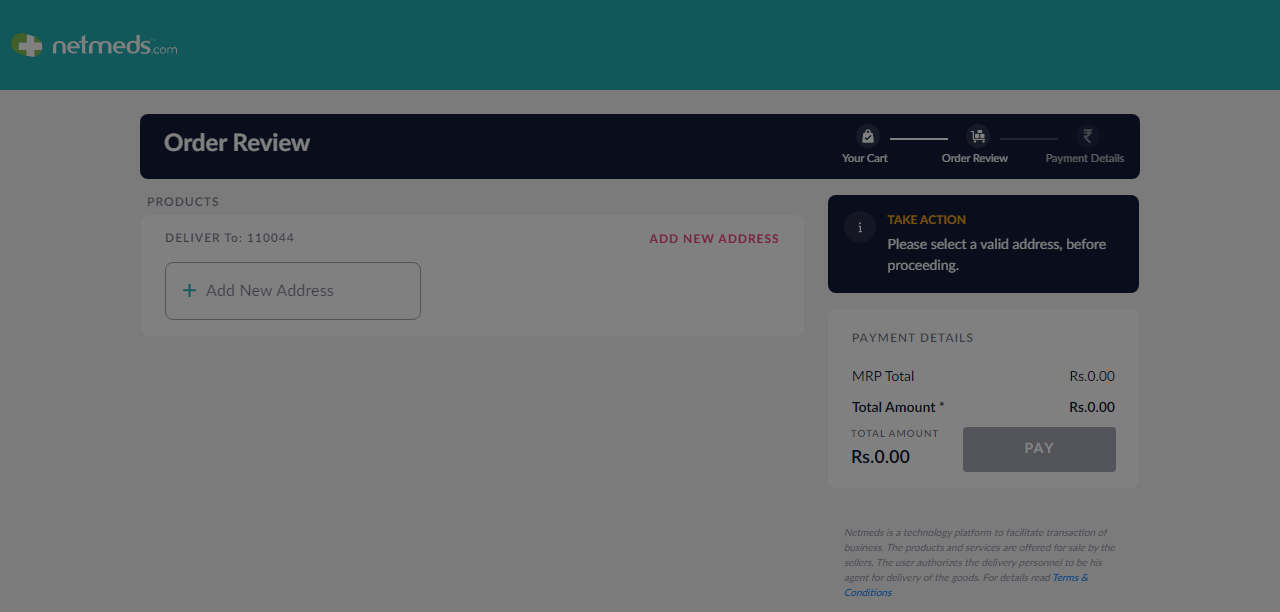 netmeds.com
Order Review
Your Cart
Order Review
Payment Details
PRODUCTS
DELIVER To: 110044
ADD NEW ADDRESS
+ Add New Address
i
TAKE ACTION
Please select a valid address, before
proceeding.
PAYMENT DETAILS
MRP Total Rs.0.00
Total Amount * Rs.0.00
TOTAL AMOUNT
Rs.0.00
PAY
Netmeds is a technology platform to facilitate transaction of
business. The products and services are offered for sale by the
sellers. The user authorizes the delivery personnel to be his
agent for delivery of the goods. For details read Terms &
Conditions